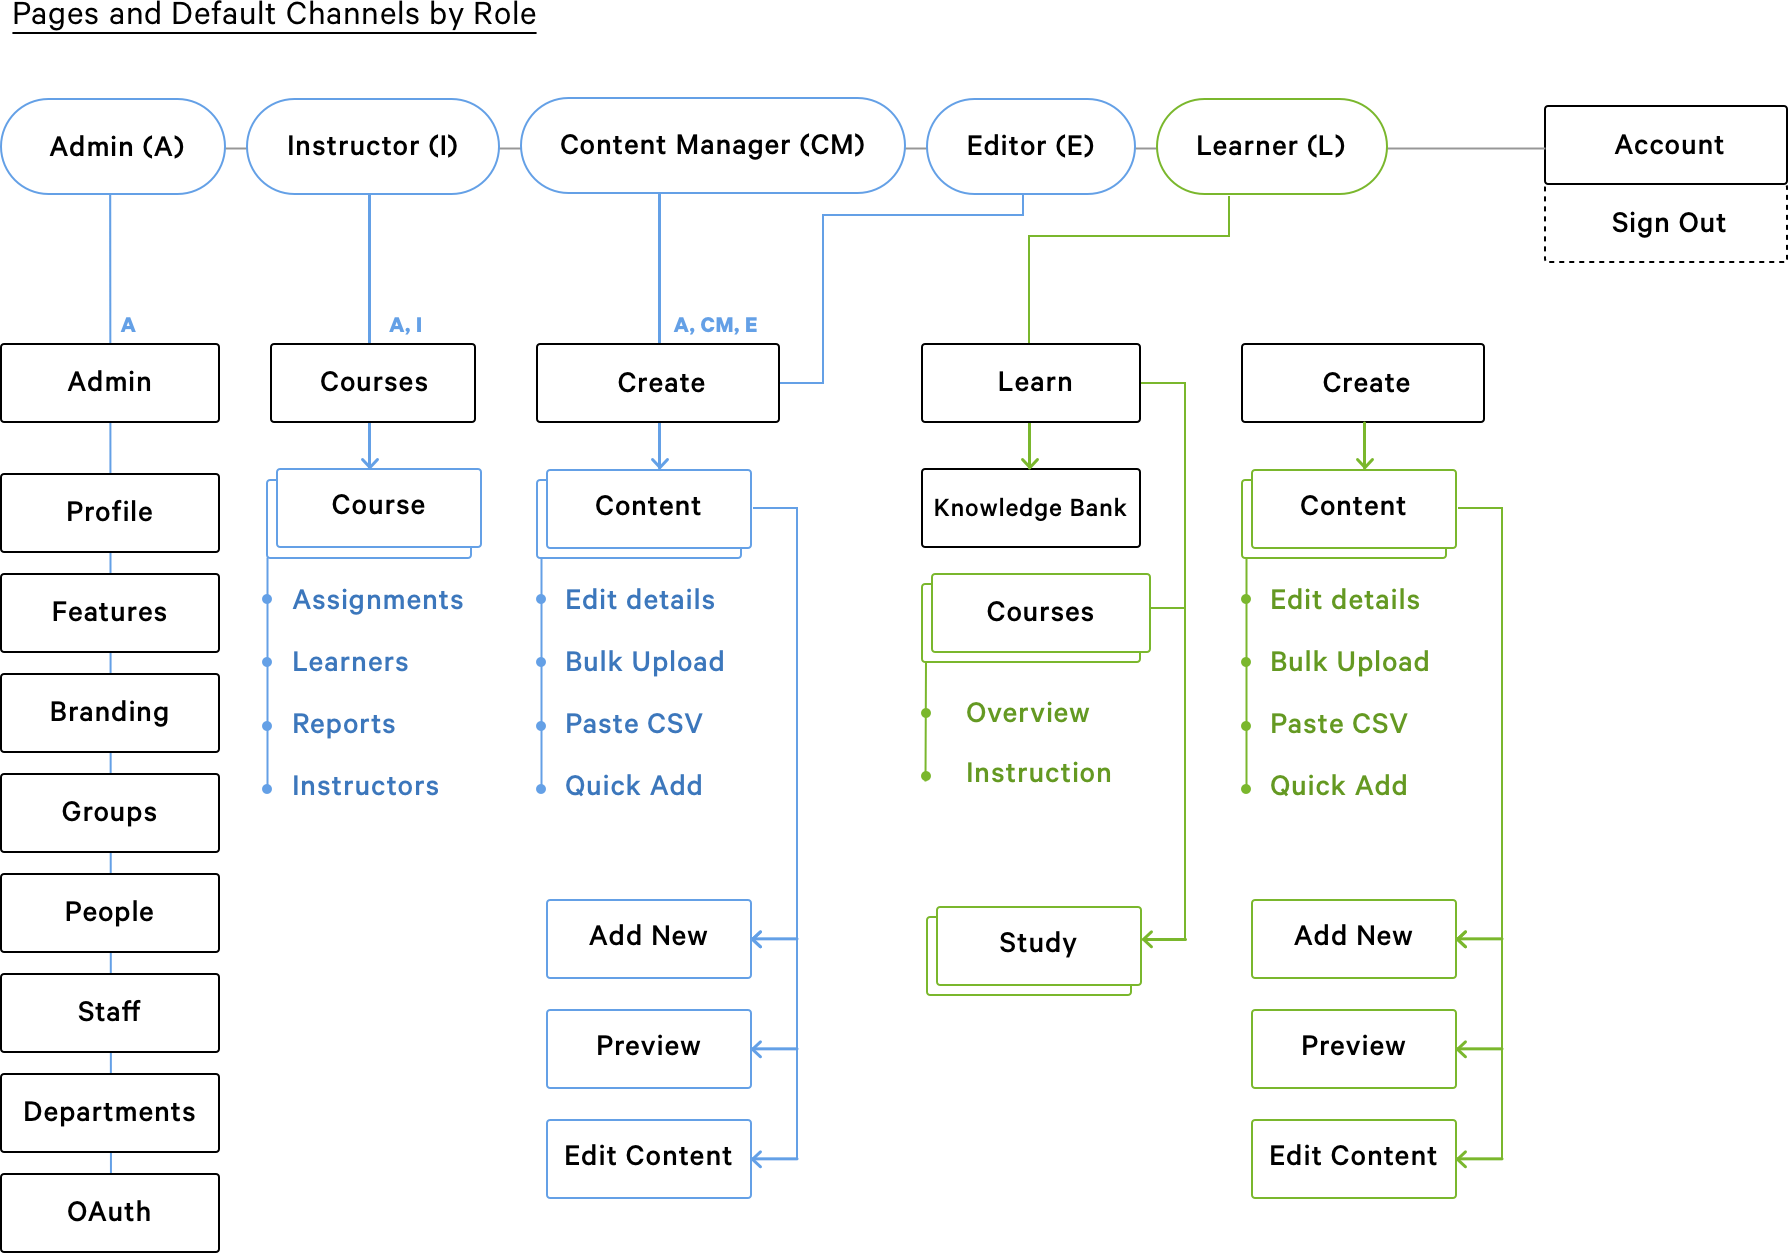 Pages and Default Channels by Role
Admin (A)
Instructor (I)
Content Manager (CM)
Editor (E)
Learner (L)
Account
Sign Out
A
A, I
A, CM, E
Admin
Courses
Create
Learn
Create
Profile
Features
Branding
Groups
People
Staff
Departments
OAuth
Course
Assignments
Learners
Reports
Instructors
Content
Edit details
Bulk Upload
Paste CSV
Quick Add
Add New
Preview
Edit Content
Knowledge Bank
Courses
Overview
Instruction
Study
Content
Edit details
Bulk Upload
Paste CSV
Quick Add
Add New
Preview
Edit Content